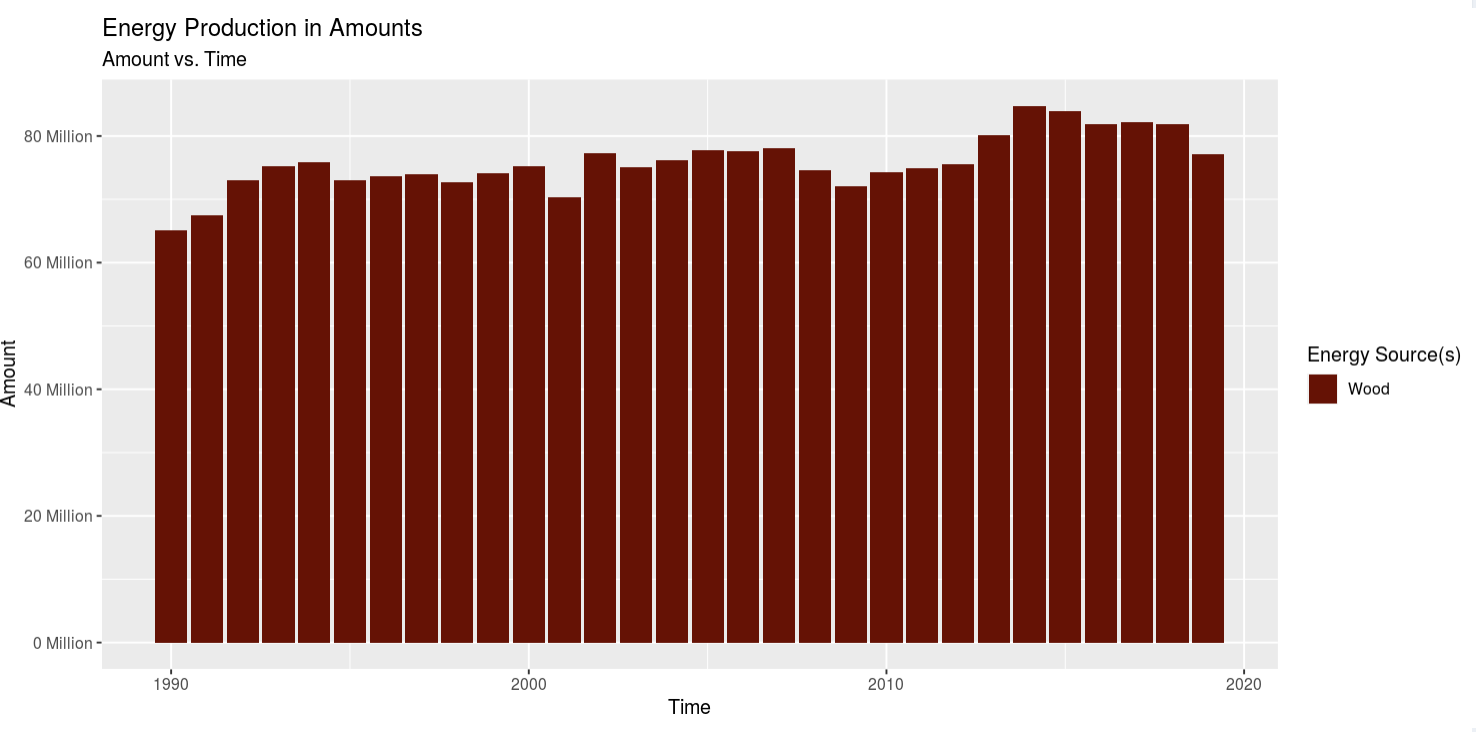 Energy Production in Amounts
Amount vs. Time
80 Million
60 Million
40 Million
20 Million
0 Million
Amount
1990 2000 2010 2020
Time
Energy Source(s)
Wood